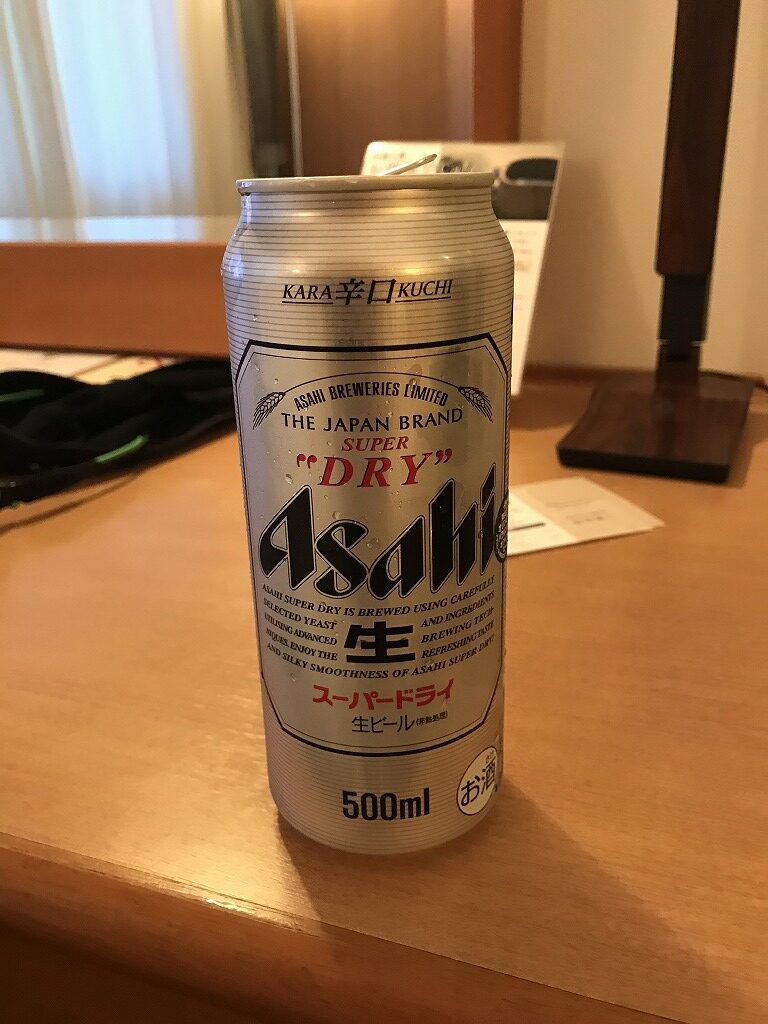 KARA辛口KUCHI
ASAHI BREWERIES LIMITED
THE JAPAN BRAND
SUPER
"DRY"
Asahi
ASAHI SUPER DRY IS BREWED USING CAREFULLY
SELECTED YEAST AND INGREDIENTS
UTILISING ADVANCED BREWING TECH-
NIQUES. ENJOY THE REFRESHING TASTE
AND SILKY SMOOTHNESS OF ASAHI SUPER DRY.
生
スーパードライ
生ビール(非熱処理)
500ml
お酒